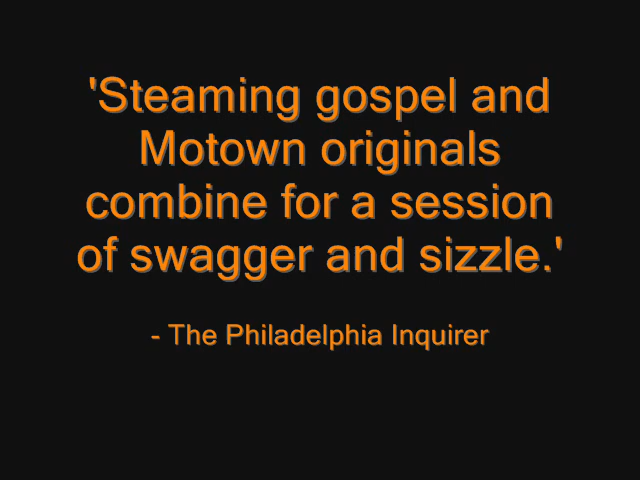 'Steaming gospel and
Motown originals
combine for a session
of swagger and sizzle.'
- The Philadelphia Inquirer